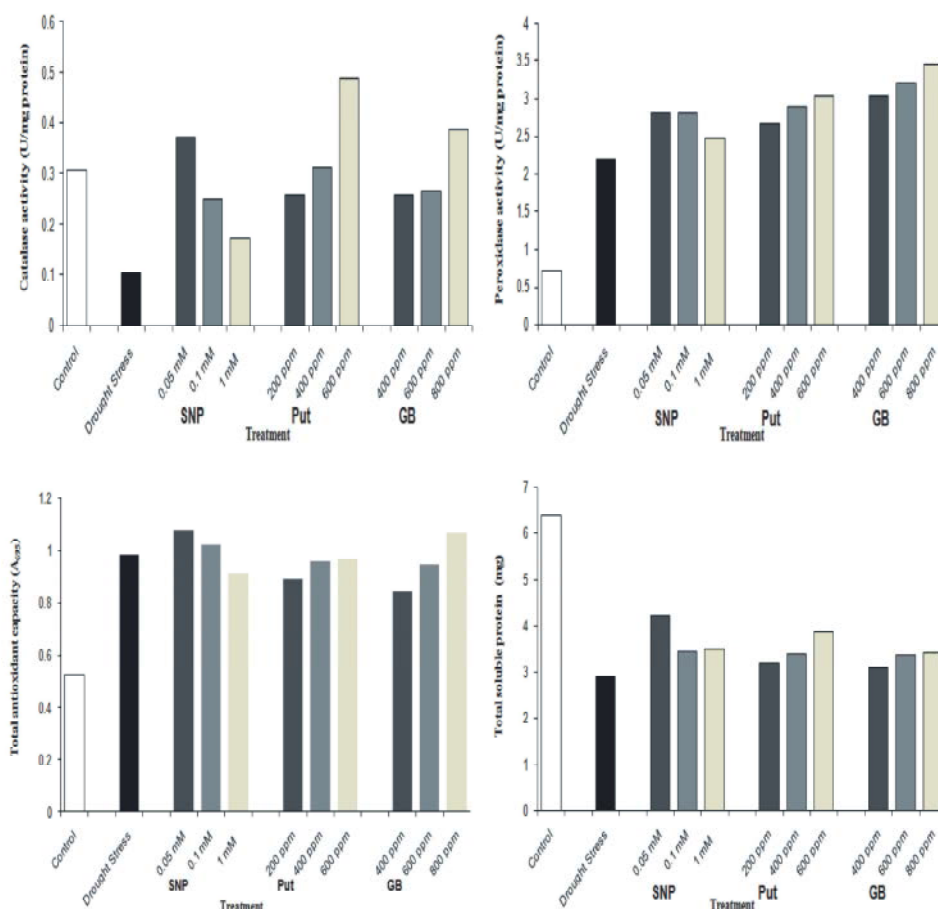 Catalase activity (U/mg protein)
0.6
0.5
0.4
0.3
0.2
0.1
0
Control
Drought Stress
0.05 mM
0.1 mM
1 mM
200 ppm
400 ppm
600 ppm
400 ppm
600 ppm
800 ppm
SNP
Put
GB
Treatment
Peroxidase activity (U/mg protein)
4
3.5
3
2.5
2
1.5
1
0.5
0
Control
Drought Stress
0.05 mM
0.1 mM
1 mM
200 ppm
400 ppm
600 ppm
400 ppm
600 ppm
800 ppm
SNP
Put
GB
Treatment
Total antioxidant capacity (A695)
1.2
1
0.8
0.6
0.4
0.2
0
Control
Drought Stress
0.05 mM
0.1 mM
1 mM
200 ppm
400 ppm
600 ppm
400 ppm
600 ppm
800 ppm
SNP
Put
GB
Treatment
Total soluble protein (mg)
7
6
5
4
3
2
1
0
Control
Drought Stress
0.05 mM
0.1 mM
1 mM
200 ppm
400 ppm
600 ppm
400 ppm
600 ppm
800 ppm
SNP
Put
GB
Treatment